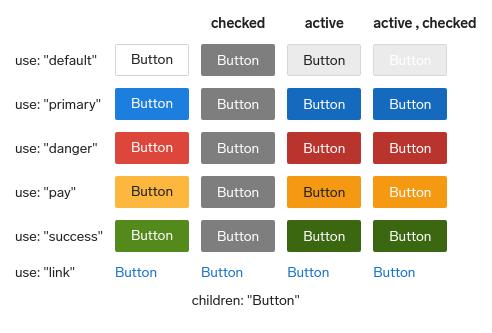 checked active active , checked
use: "default" Button Button Button Button
use: "primary" Button Button Button Button
use: "danger" Button Button Button Button
use: "pay" Button Button Button Button
use: "success" Button Button Button Button
use: "link" Button Button Button Button
children: "Button"